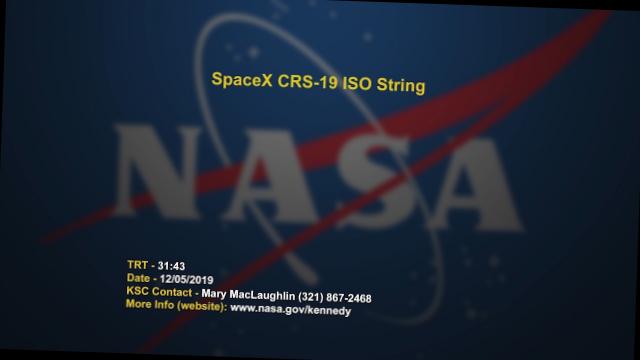 SpaceX CRS-19 ISO String
NASA
TRT - 31:43
Date - 12/05/2019
KSC Contact - Mary MacLaughlin (321) 867-2468
More Info (website): www.nasa.gov/kennedy